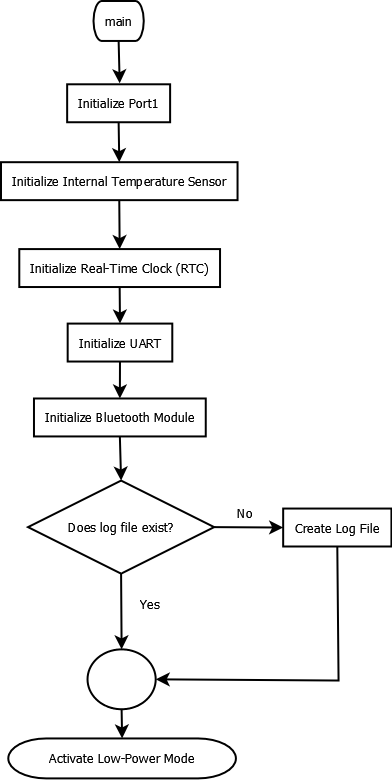 main
Initialize Port1
Initialize Internal Temperature Sensor
Initialize Real-Time Clock (RTC)
Initialize UART
Initialize Bluetooth Module
Does log file exist?
No
Create Log File
Yes
Activate Low-Power Mode